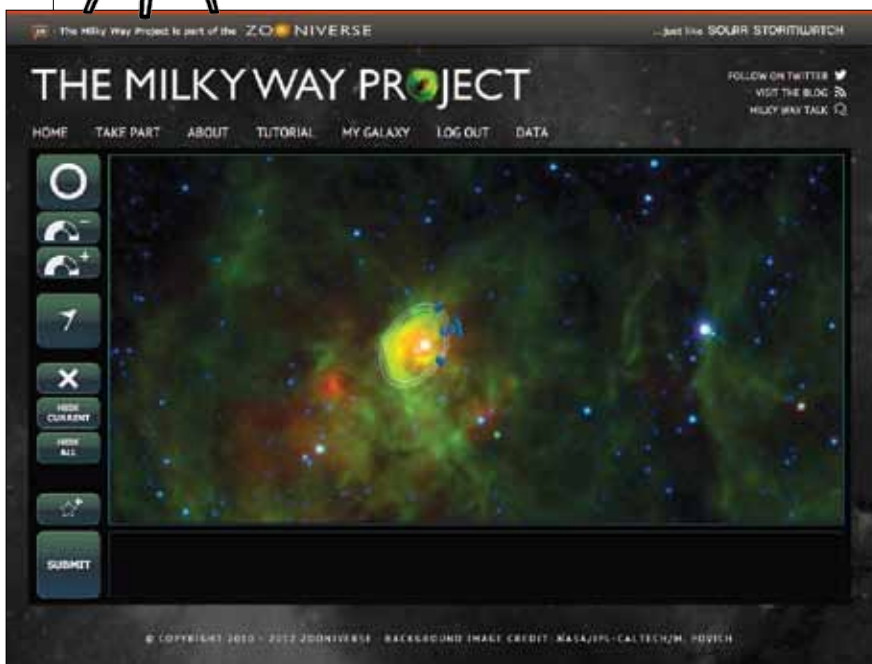 The Milky Way Project is part of the ZOONIVERSE
...just like SOLAR STORMWATCH
THE MILKY WAY PROJECT
FOLLOW ON TWITTER
VISIT THE BLOG
MILKY WAY TALK
HOME TAKE PART ABOUT TUTORIAL MY GALAXY LOG OUT DATA
HIDE
CURRENT
HIDE
ALL
SUBMIT
© COPYRIGHT 2010 - 2012 ZOONIVERSE BACKGROUND IMAGE CREDIT: NASA/JPL-CALTECH/M. POVICH